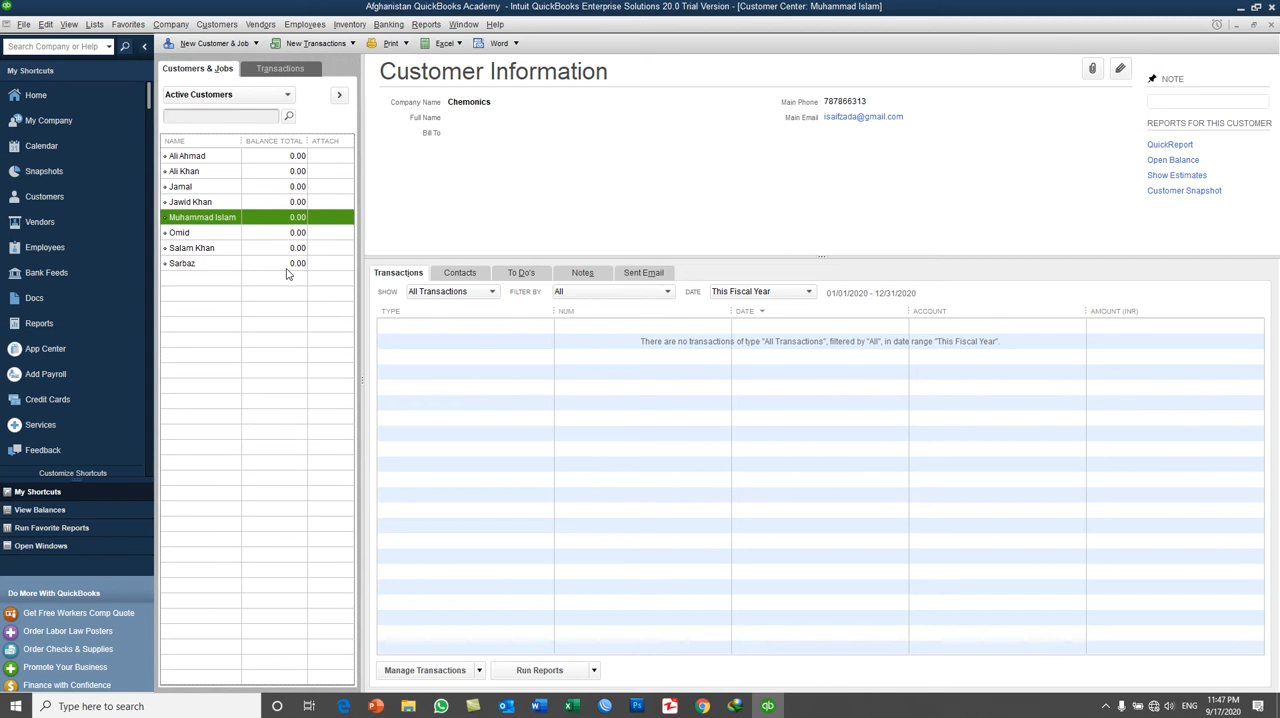 Afghanistan QuickBooks Academy - Intuit QuickBooks Enterprise Solutions 20.0 Trial Version - [Customer Center: Muhammad Islam]
File Edit View Lists Favorites Company Customers Vendors Employees Inventory Banking Reports Window Help
Search Company or Help
New Customer & Job New Transactions Print Excel Word
My Shortcuts
Home
My Company
Calendar
Snapshots
Customers
Vendors
Employees
Bank Feeds
Docs
Reports
App Center
Add Payroll
Credit Cards
Services
Feedback
Customize Shortcuts
My Shortcuts
View Balances
Run Favorite Reports
Open Windows
Do More With QuickBooks
Get Free Workers Comp Quote
Order Labor Law Posters
Order Checks & Supplies
Promote Your Business
Finance with Confidence
Customers & Jobs Transactions
Active Customers
NAME BALANCE TOTAL ATTACH
Ali Ahmad 0.00
Ali Khan 0.00
Jamal 0.00
Jawid Khan 0.00
Muhammad Islam 0.00
Omid 0.00
Salam Khan 0.00
Sarbaz 0.00
Customer Information
Company Name Chemonics
Full Name
Bill To
Main Phone 787866313
Main Email isaifzada@gmail.com
NOTE
REPORTS FOR THIS CUSTOMER
QuickReport
Open Balance
Show Estimates
Customer Snapshot
Transactions Contacts To Do's Notes Sent Email
SHOW All Transactions FILTER BY All DATE This Fiscal Year 01/01/2020 - 12/31/2020
TYPE NUM DATE ACCOUNT AMOUNT (INR)
There are no transactions of type "All Transactions", filtered by "All", in date range "This Fiscal Year".
Manage Transactions Run Reports
Type here to search
11:47 PM
9/17/2020